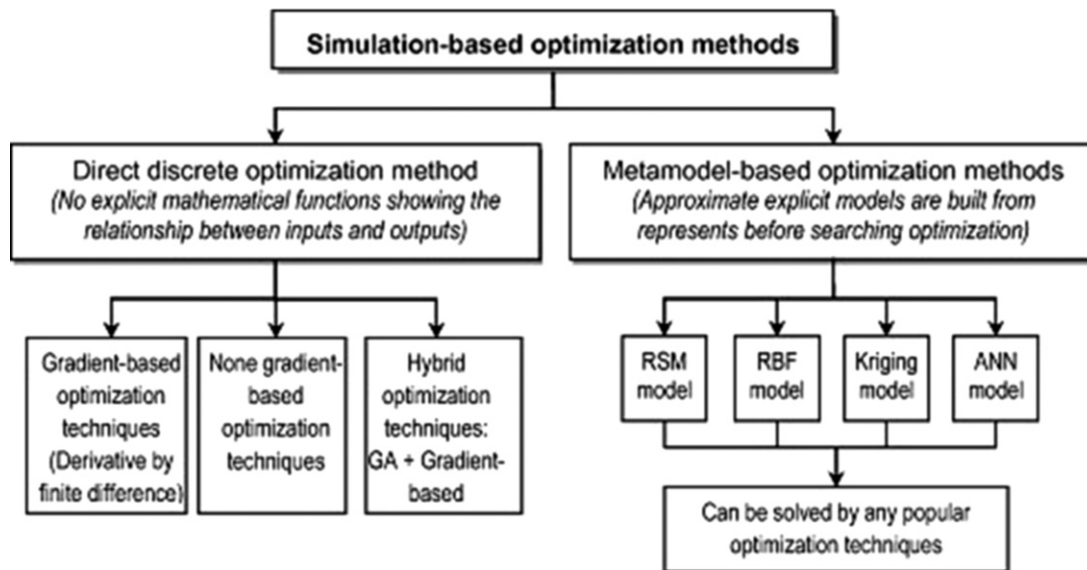 Simulation-based optimization methods
Direct discrete optimization method
(No explicit mathematical functions showing the
relationship between inputs and outputs)
Metamodel-based optimization methods
(Approximate explicit models are built from
represents before searching optimization)
Gradient-based
optimization
techniques
(Derivative by
finite difference)
None gradient-
based
optimization
techniques
Hybrid
optimization
techniques:
GA + Gradient-
based
RSM
model
RBF
model
Kriging
model
ANN
model
Can be solved by any popular
optimization techniques